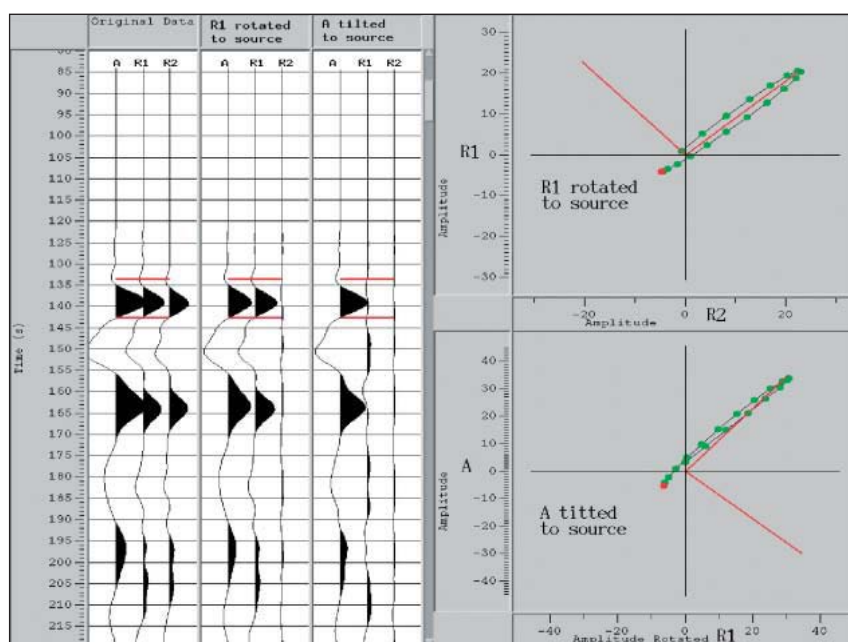 Original Data
R1 rotated
to source
A tilted
to source
A R1 R2
A R1 R2
A R1 R2
85
90
95
100
105
110
115
120
125
130
135
140
145
150
155
160
165
170
175
180
185
190
195
200
205
210
215
Time (s)
30
20
10
0
-10
-20
-30
R1
Amplitude
R1 rotated
to source
-20
0
20
Amplitude
R2
40
30
20
10
0
-10
-20
-30
-40
A
Amplitude
A titted
to source
-40
-20
0
20
40
Amplitude Rotated R1